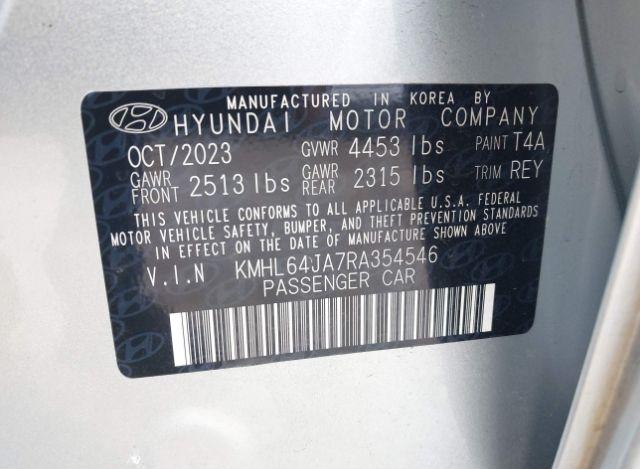 MANUFACTURED IN KOREA BY
HYUNDAI MOTOR COMPANY
OCT/2023 GVWR 4453 lbs PAINT T4A
GAWR FRONT 2513 lbs GAWR REAR 2315 lbs TRIM REY
THIS VEHICLE CONFORMS TO ALL APPLICABLE U.S.A. FEDERAL
MOTOR VEHICLE SAFETY, BUMPER, AND THEFT PREVENTION STANDARDS
IN EFFECT ON THE DATE OF MANUFACTURE SHOWN ABOVE
V.I.N KMHL64JA7RA354546
PASSENGER CAR